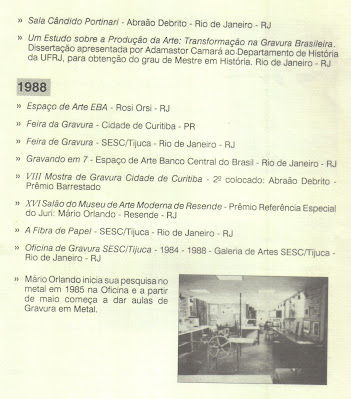 » Sala Cândido Portinari - Abraão Debrito - Rio de Janeiro - RJ
» Um Estudo sobre a Produção da Arte: Transformação na Gravura Brasileira.
Dissertação apresentada por Adamastor Camará ao Departamento de História
da UFRJ, para obtenção do grau de Mestre em História. Rio de Janeiro - RJ
1988
» Espaço de Arte EBA - Rosi Orsi - RJ
» Feira da Gravura - Cidade de Curitiba - PR
» Feira de Gravura - SESC/Tijuca - Rio de Janeiro - RJ
» Gravando em 7 - Espaço de Arte Banco Central do Brasil - Rio de Janeiro - RJ
» VIII Mostra de Gravura Cidade de Curitiba - 2º colocado: Abraão Debrito -
Prêmio Barrestado
» XVI Salão do Museu de Arte Moderna de Resende - Prêmio Referência Especial
do Juri: Mário Orlando - Resende - RJ
» A Fibra de Papel - SESC/Tijuca - Rio de Janeiro - RJ
» Oficina de Gravura SESC/Tijuca - 1984 - 1988 - Galeria de Artes SESC/Tijuca -
Rio de Janeiro - RJ
» Mário Orlando inicia sua pesquisa no
metal em 1985 na Oficina e a partir
de maio começa a dar aulas de
Gravura em Metal.